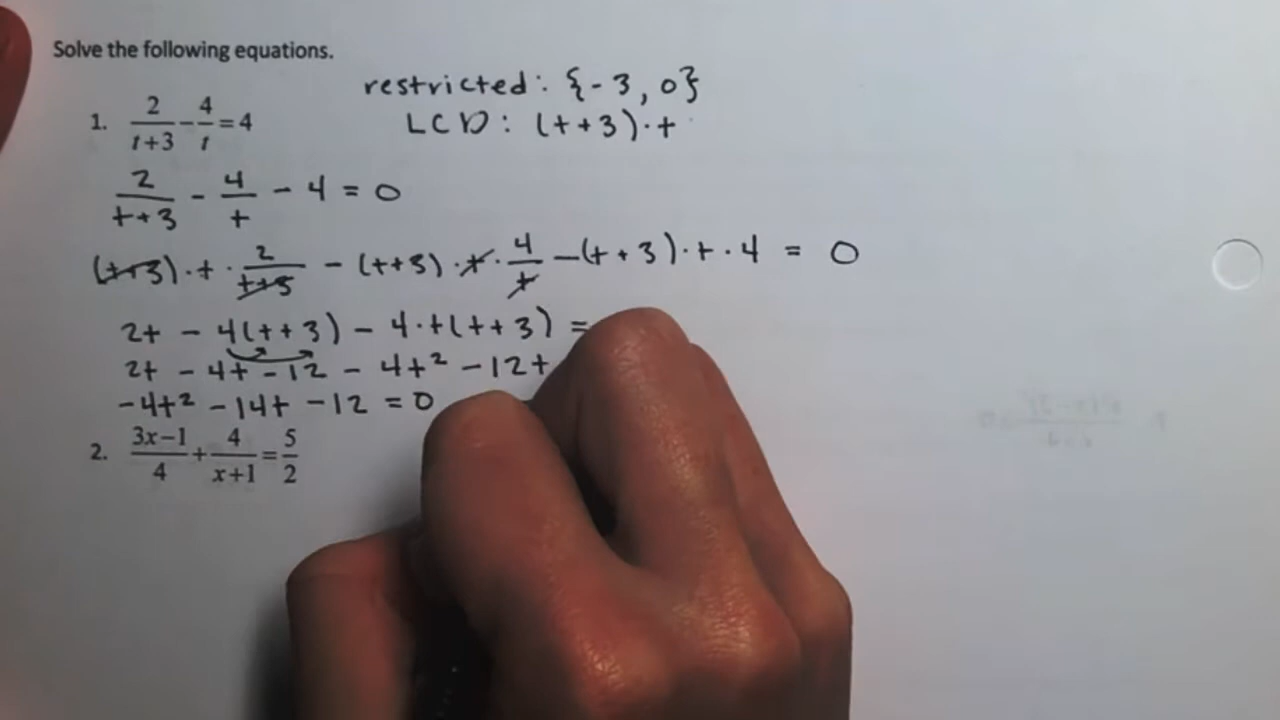 Solve the following equations.
restricted: {-3, 0}
1. 2/(t+3) - 4/t = 4
LCD: (t+3)·t
2/(t+3) - 4/t - 4 = 0
(t+3)·t · 2/(t+3) - (t+3)·t · 4/t - (t+3)·t·4 = 0
2t - 4(t+3) - 4·t(t+3) =
2t - 4t - 12 - 4t² - 12t
-4t² - 14t - 12 = 0
2. (3x-1)/4 + 4/(x+1) = 5/2